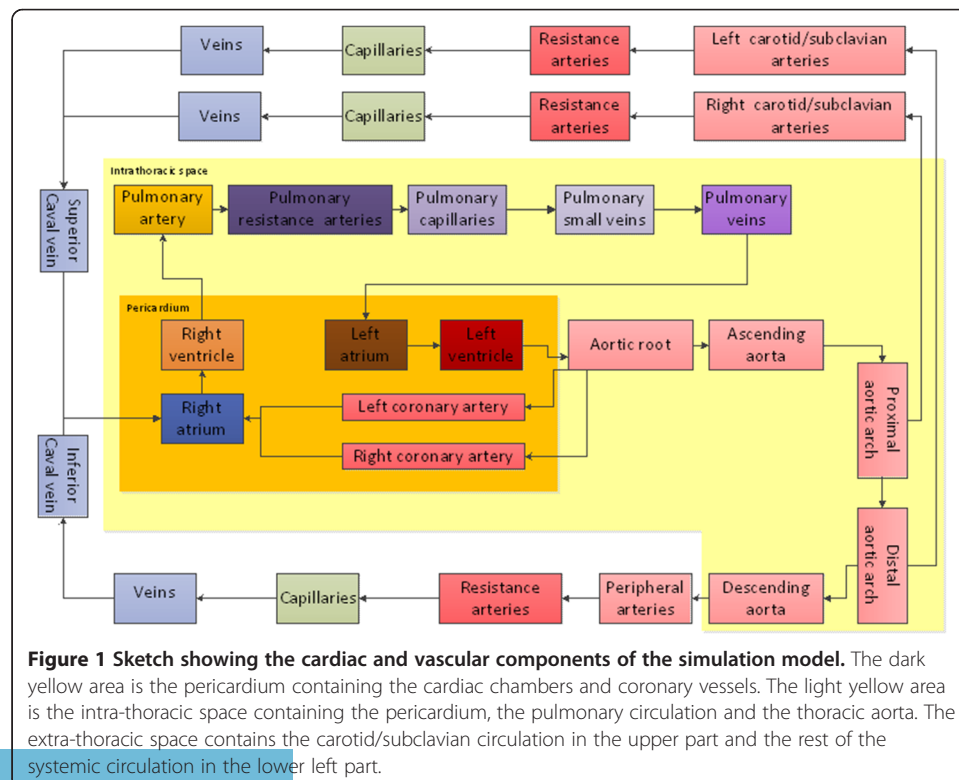 Veins
Capillaries
Resistance
arteries
Left carotid/subclavian
arteries
Veins
Capillaries
Resistance
arteries
Right carotid/subclavian
arteries
Intrathoracic space
Pulmonary
artery
Pulmonary
resistance arteries
Pulmonary
capillaries
Pulmonary
small veins
Pulmonary
veins
Superior
Caval vein
Pericardium
Right
ventricle
Left
atrium
Left
ventricle
Aortic root
Ascending
aorta
Right
atrium
Left coronary artery
Right coronary artery
Proximal
aortic arch
Inferior
Caval vein
Distal
aortic arch
Veins
Capillaries
Resistance
arteries
Peripheral
arteries
Descending
aorta
Figure 1 Sketch showing the cardiac and vascular components of the simulation model. The dark
yellow area is the pericardium containing the cardiac chambers and coronary vessels. The light yellow area
is the intra-thoracic space containing the pericardium, the pulmonary circulation and the thoracic aorta. The
extra-thoracic space contains the carotid/subclavian circulation in the upper part and the rest of the
systemic circulation in the lower left part.